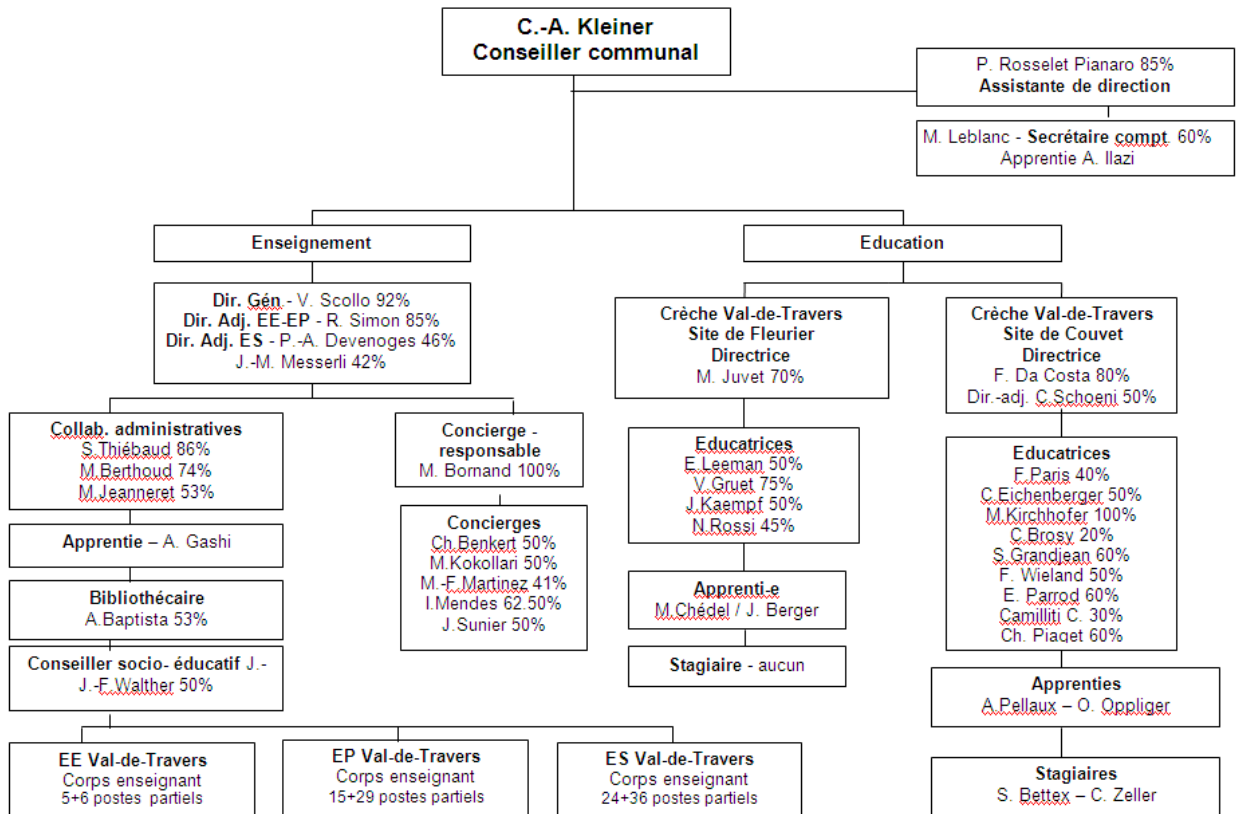 C.-A. Kleiner
Conseiller communal
P. Rosselet Pianaro 85%
Assistante de direction
M. Leblanc - Secrétaire compt. 60%
Apprentie A. Ilazi
Enseignement
Education
Dir. Gén - V. Scollo 92%
Dir. Adj. EE-EP - R. Simon 85%
Dir. Adj. ES - P.-A. Devenoges 46%
J.-M. Messerli 42%
Crèche Val-de-Travers
Site de Fleurier
Directrice
M. Juvet 70%
Crèche Val-de-Travers
Site de Couvet
Directrice
F. Da Costa 80%
Dir.-adj. C.Schoeni 50%
Collab. administratives
S.Thiébaud 86%
M.Berthoud 74%
M.Jeanneret 53%
Concierge -
responsable
M. Bornand 100%
Educatrices
E.Leeman 50%
V.Gruet 75%
J.Kaempf 50%
N.Rossi 45%
Educatrices
F.Paris 40%
C.Eichenberger 50%
M.Kirchhofer 100%
C.Brosy 20%
S.Grandjean 60%
F. Wieland 50%
E. Parrod 60%
Camilliti C. 30%
Ch. Piaget 60%
Apprentie – A. Gashi
Concierges
Ch.Benkert 50%
M.Kokollari 50%
M.-F.Martinez 41%
I.Mendes 62.50%
J.Sunier 50%
Bibliothécaire
A.Baptista 53%
Apprenti-e
M.Chédel / J. Berger
Conseiller socio- éducatif J.-
J.-F.Walther 50%
Stagiaire - aucun
Apprenties
A.Pellaux – O. Oppliger
EE Val-de-Travers
Corps enseignant
5+6 postes partiels
EP Val-de-Travers
Corps enseignant
15+29 postes partiels
ES Val-de-Travers
Corps enseignant
24+36 postes partiels
Stagiaires
S. Bettex – C. Zeller